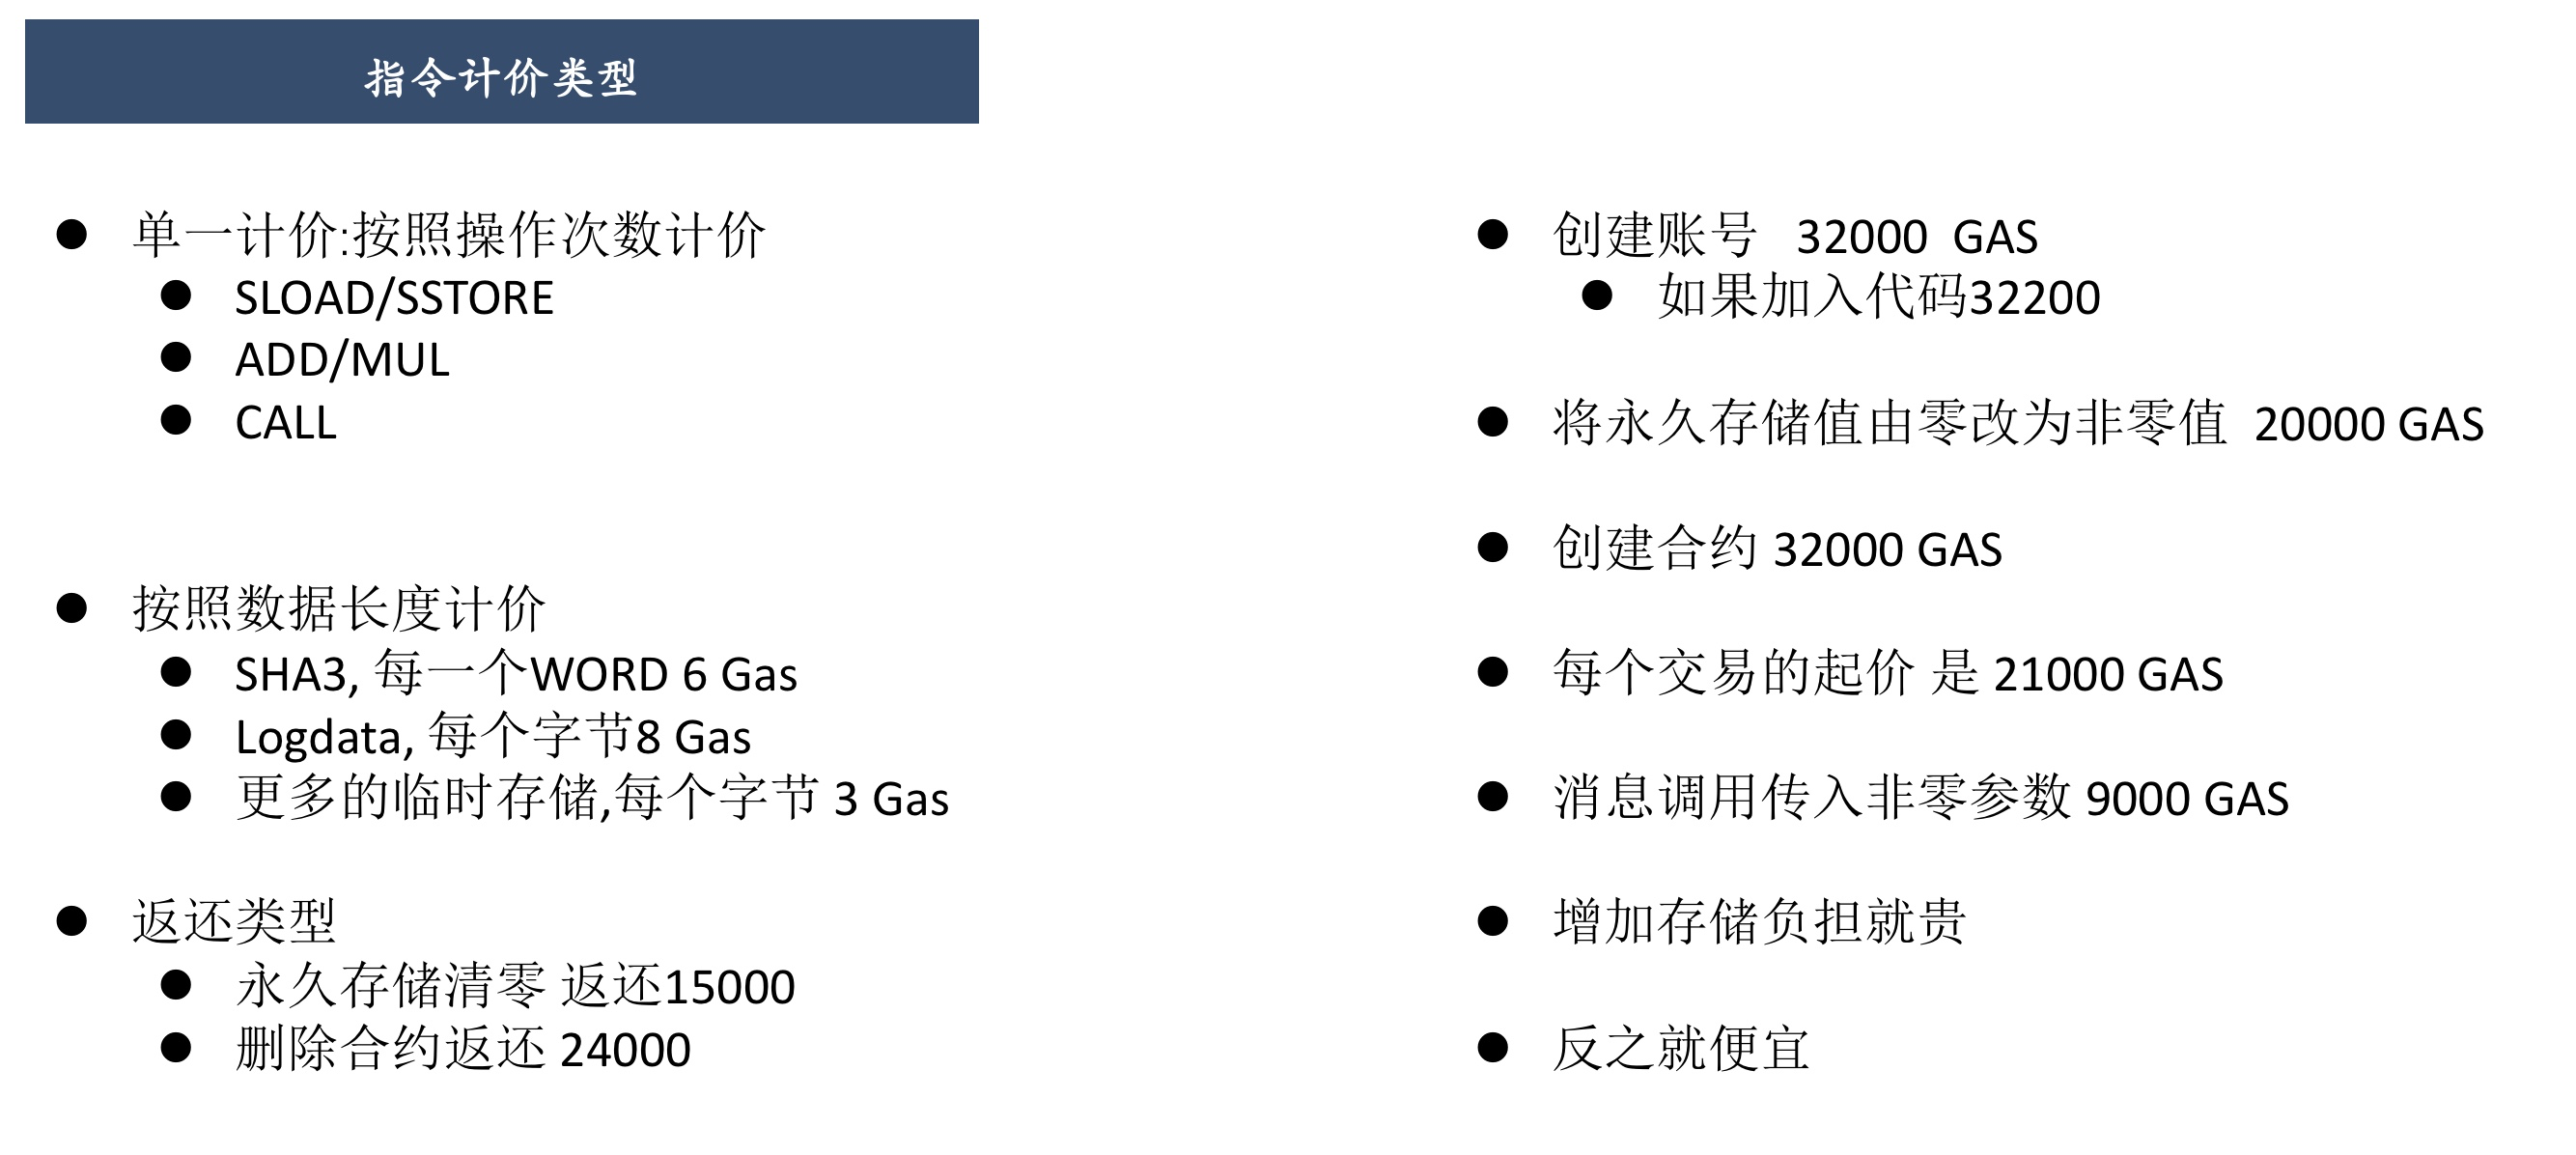 指令计价类型
单一计价:按照操作次数计价
SLOAD/SSTORE
ADD/MUL
CALL
按照数据长度计价
SHA3, 每一个WORD 6 Gas
Logdata, 每个字节8 Gas
更多的临时存储,每个字节 3 Gas
返还类型
永久存储清零 返还15000
删除合约返还 24000
创建账号 32000 GAS
如果加入代码32200
将永久存储值由零改为非零值 20000 GAS
创建合约 32000 GAS
每个交易的起价 是 21000 GAS
消息调用传入非零参数 9000 GAS
增加存储负担就贵
反之就便宜